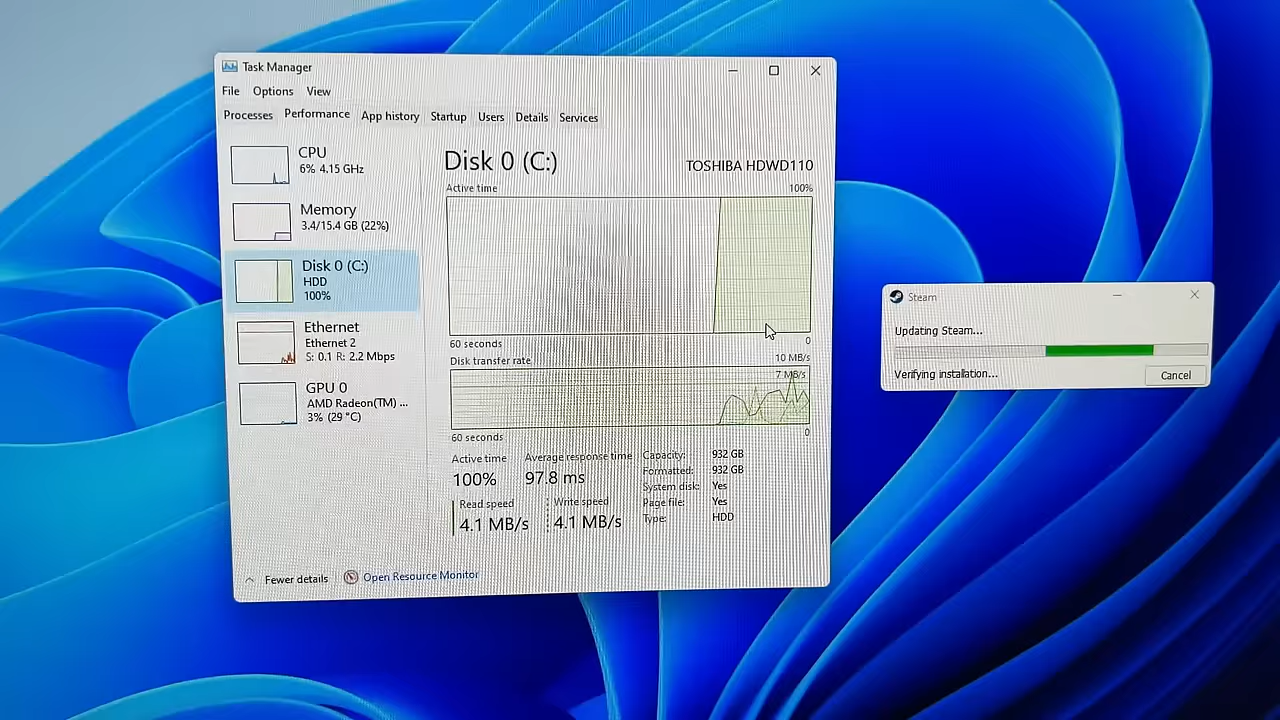 Task Manager
File Options View
Processes Performance App history Startup Users Details Services
CPU
6% 4.15 GHz
Memory
3.4/15.4 GB (22%)
Disk 0 (C:)
HDD
100%
Ethernet
Ethernet 2
S: 0.1 R: 2.2 Mbps
GPU 0
AMD Radeon(TM) ...
3% (29 °C)
Disk 0 (C:) TOSHIBA HDWD110
Active time 100%
60 seconds 0
Disk transfer rate 10 MB/s
7 MB/s
60 seconds 0
Active time Average response time
100% 97.8 ms
Read speed Write speed
4.1 MB/s 4.1 MB/s
Capacity: 932 GB
Formatted: 932 GB
System disk: Yes
Page file: Yes
Type: HDD
Fewer details Open Resource Monitor
Steam
Updating Steam...
Verifying installation...
Cancel